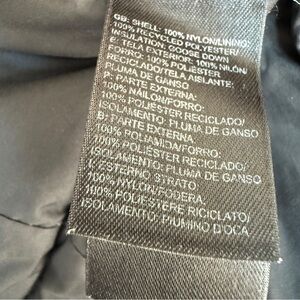 GB: SHELL: 100% NYLON/LINING:
100% RECYCLED POLYESTER/
INSULATION: GOOSE DOWN
E: TELA EXTERIOR: 100% NILÓN/
FORRO: 100% POLIÉSTER
RECICLADO/TELA AISLANTE:
PLUMA DE GANSO
P: PARTE EXTERNA:
100% NÁILON/FORRO:
100% POLIÉSTER RECICLADO/
ISOLAMENTO: PLUMA DE GANSO
B: PARTE EXTERNA:
100% POLIAMIDA/FORRO:
100% POLIÉSTER RECICLADO/
ISOLAMENTO: PLUMA DE GANSO
I: ESTERNO STRATO:
100% NYLON/FODERA:
100% POLIESTERE RICICLATO/
ISOLAMENTO: PIUMINO D'OCA